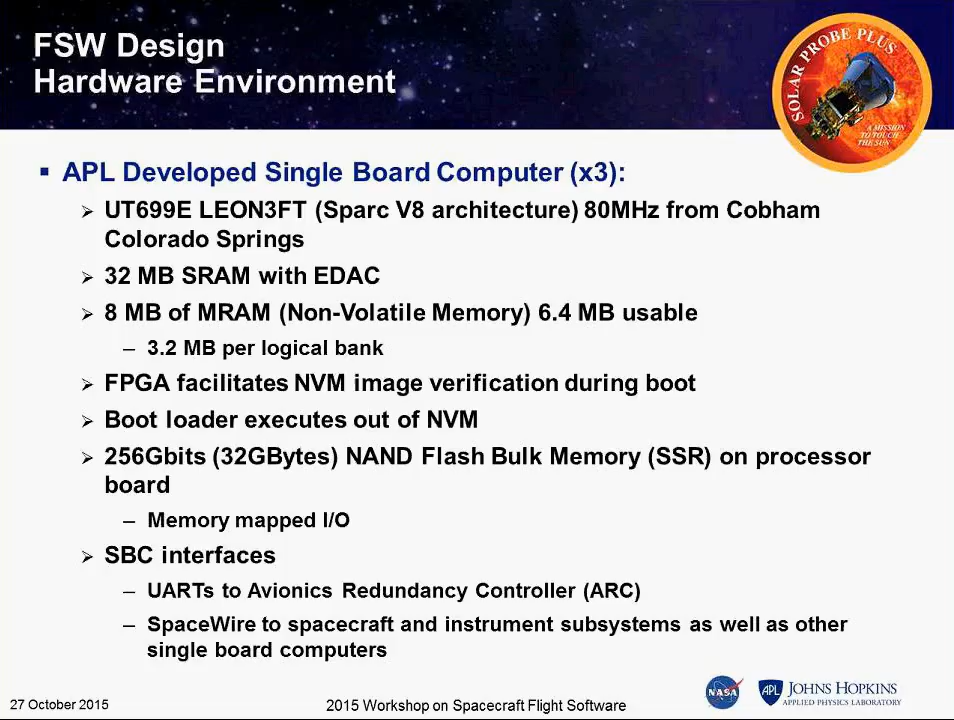 FSW Design
Hardware Environment
SOLAR PROBE PLUS
A MISSION
TO TOUCH
THE SUN
▪ APL Developed Single Board Computer (x3):
➢ UT699E LEON3FT (Sparc V8 architecture) 80MHz from Cobham
Colorado Springs
➢ 32 MB SRAM with EDAC
➢ 8 MB of MRAM (Non-Volatile Memory) 6.4 MB usable
– 3.2 MB per logical bank
➢ FPGA facilitates NVM image verification during boot
➢ Boot loader executes out of NVM
➢ 256Gbits (32GBytes) NAND Flash Bulk Memory (SSR) on processor
board
– Memory mapped I/O
➢ SBC interfaces
– UARTs to Avionics Redundancy Controller (ARC)
– SpaceWire to spacecraft and instrument subsystems as well as other
single board computers
27 October 2015
2015 Workshop on Spacecraft Flight Software
NASA
APL
JOHNS HOPKINS
APPLIED PHYSICS LABORATORY